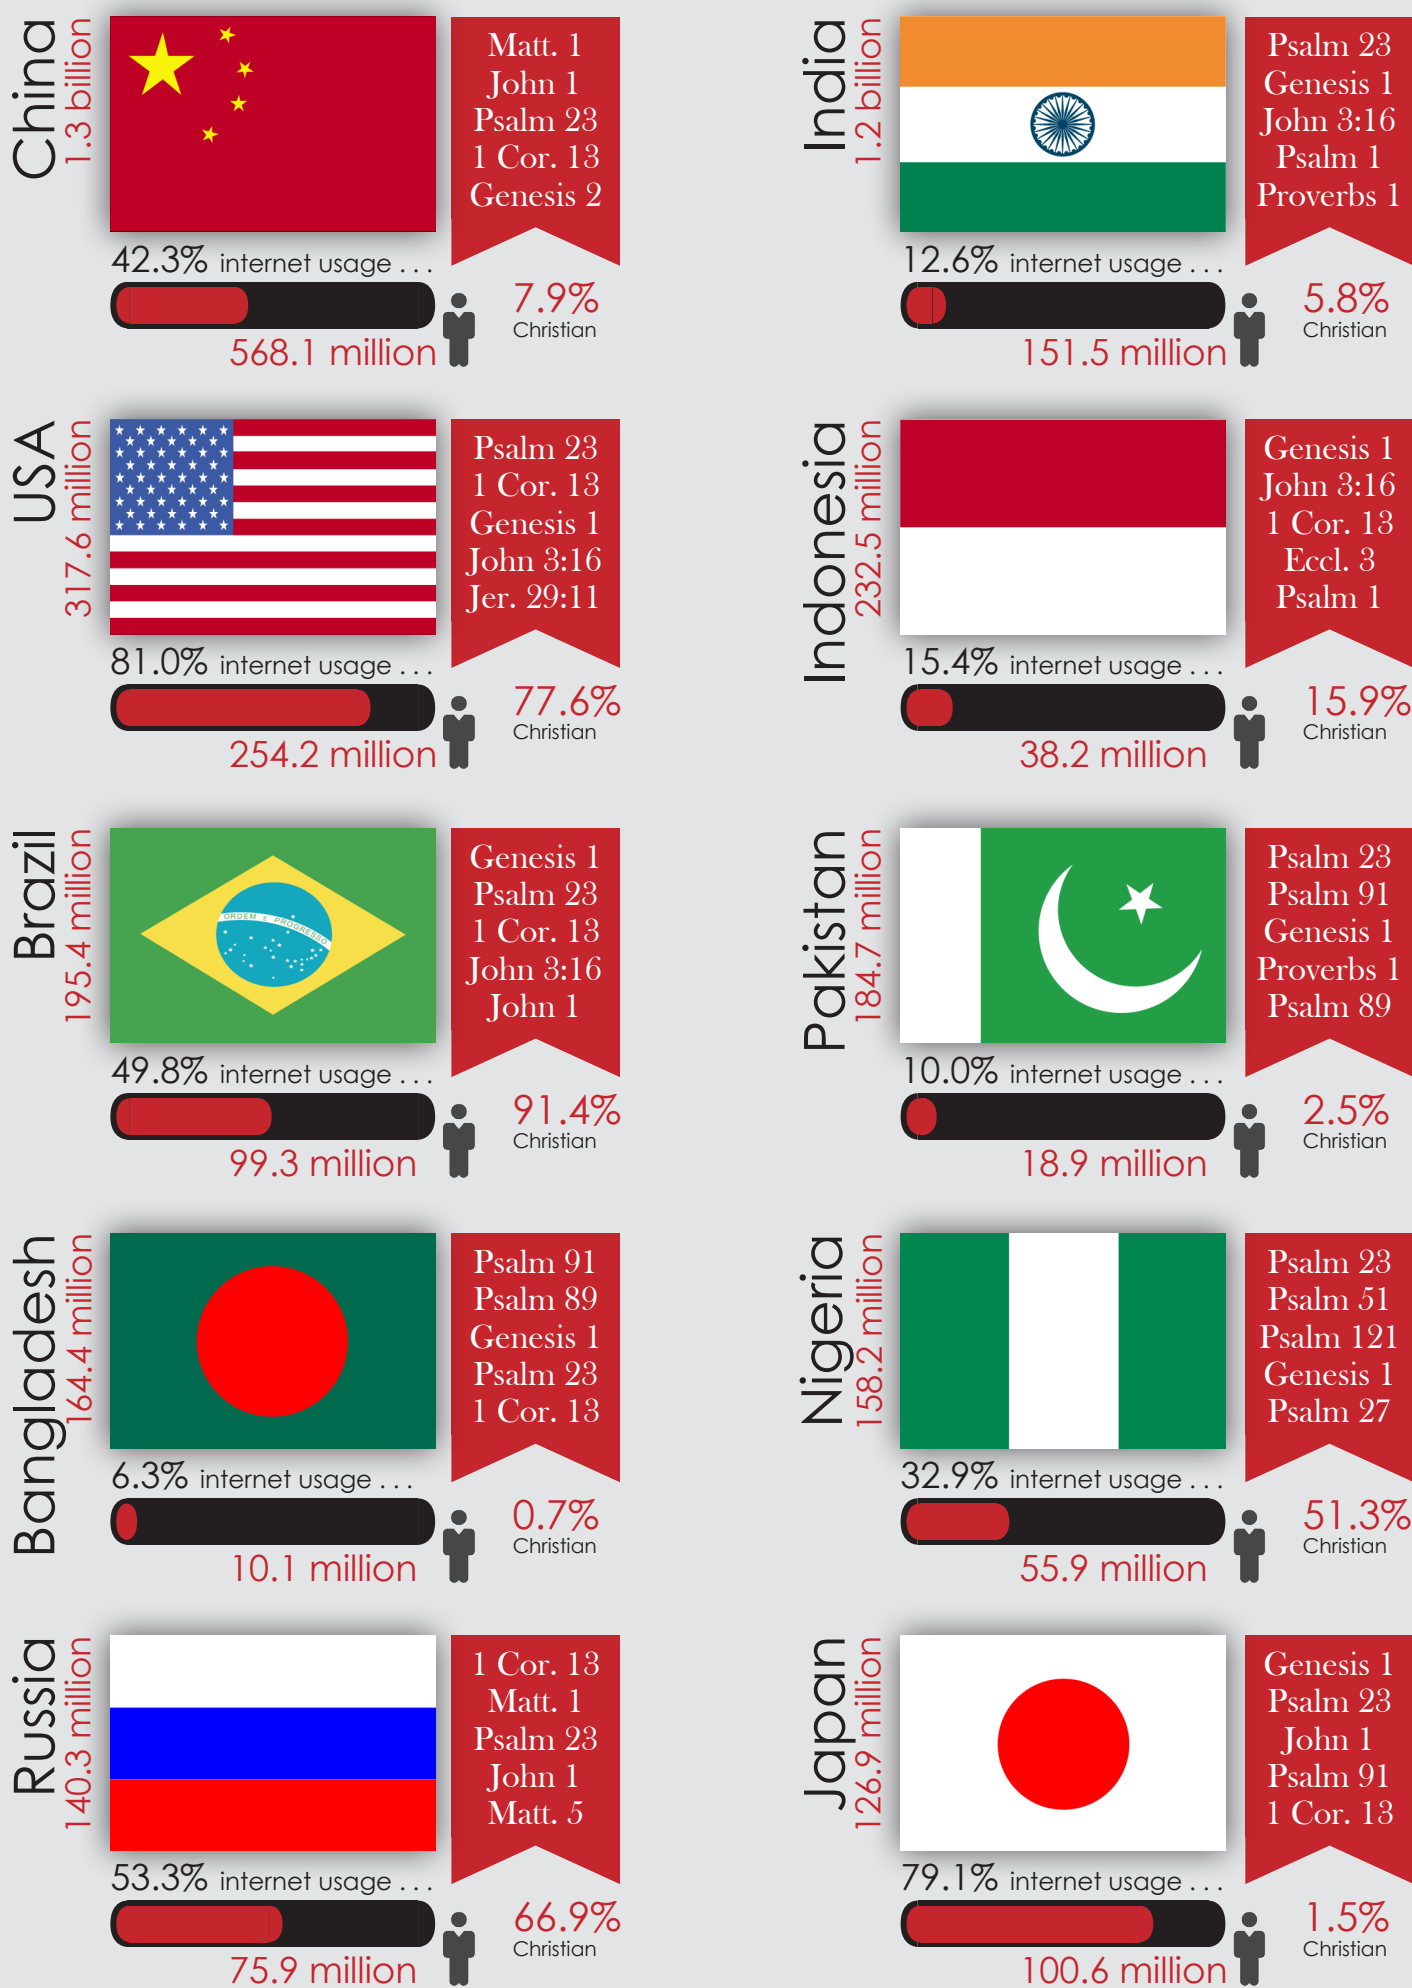 China
1.3 billion
Matt. 1
John 1
Psalm 23
1 Cor. 13
Genesis 2
42.3% internet usage . . .
568.1 million
7.9%
Christian
India
1.2 billion
Psalm 23
Genesis 1
John 3:16
Psalm 1
Proverbs 1
12.6% internet usage . . .
151.5 million
5.8%
Christian
USA
317.6 million
Psalm 23
1 Cor. 13
Genesis 1
John 3:16
Jer. 29:11
81.0% internet usage . . .
254.2 million
77.6%
Christian
Indonesia
232.5 million
Genesis 1
John 3:16
1 Cor. 13
Eccl. 3
Psalm 1
15.4% internet usage . . .
38.2 million
15.9%
Christian
Brazil
195.4 million
ORDEM E PROGRESSO
Genesis 1
Psalm 23
1 Cor. 13
John 3:16
John 1
49.8% internet usage . . .
99.3 million
91.4%
Christian
Pakistan
184.7 million
Psalm 23
Psalm 91
Genesis 1
Proverbs 1
Psalm 89
10.0% internet usage . . .
18.9 million
2.5%
Christian
Bangladesh
164.4 million
Psalm 91
Psalm 89
Genesis 1
Psalm 23
1 Cor. 13
6.3% internet usage . . .
10.1 million
0.7%
Christian
Nigeria
158.2 million
Psalm 23
Psalm 51
Psalm 121
Genesis 1
Psalm 27
32.9% internet usage . . .
55.9 million
51.3%
Christian
Russia
140.3 million
1 Cor. 13
Matt. 1
Psalm 23
John 1
Matt. 5
53.3% internet usage . . .
75.9 million
66.9%
Christian
Japan
126.9 million
Genesis 1
Psalm 23
John 1
Psalm 91
1 Cor. 13
79.1% internet usage . . .
100.6 million
1.5%
Christian